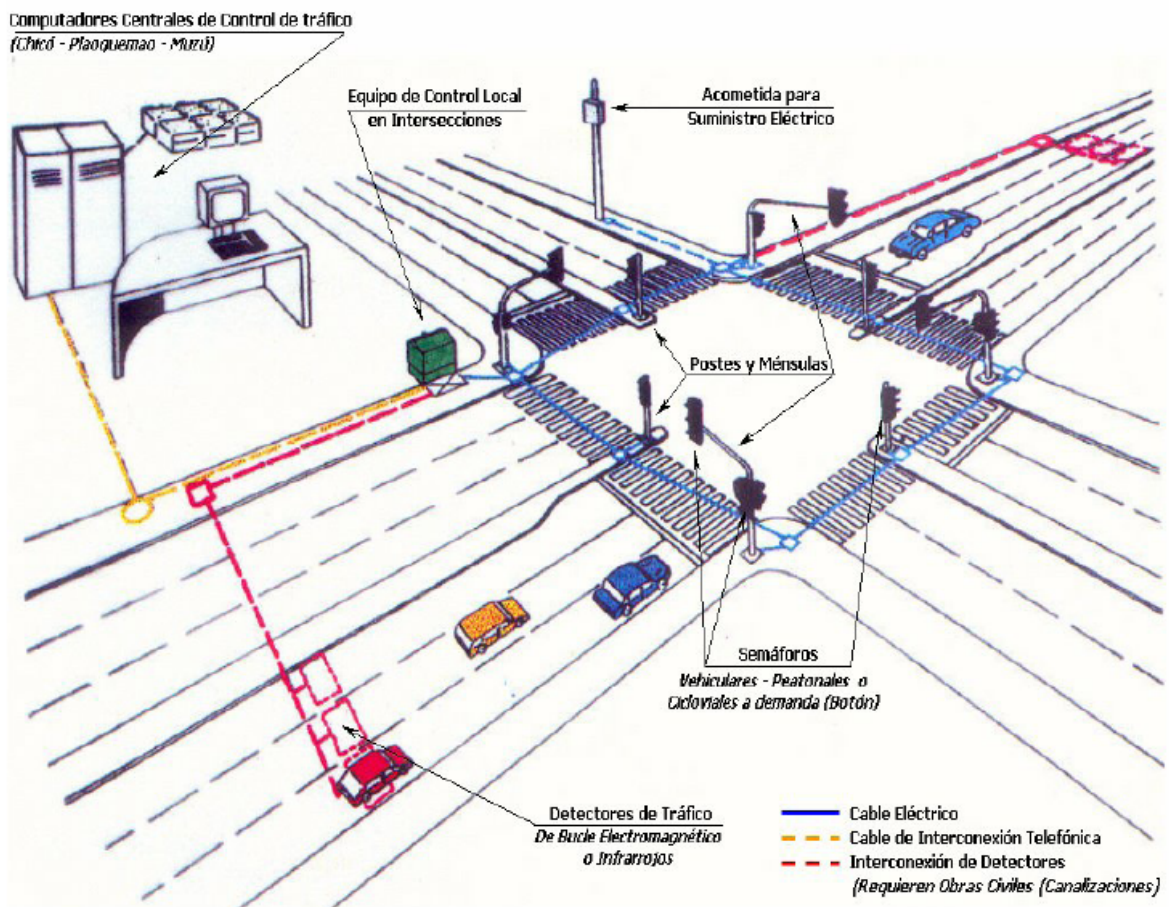 Computadores Centrales de Control de tráfico
(Chicó - Plaoquemao - Muzú)
Equipo de Control Local
en Intersecciones
Acometida para
Suministro Eléctrico
Postes y Ménsulas
Semáforos
Vehiculares - Peatonales o
Cicloviales a demanda (Botón)
Detectores de Tráfico
De Bucle Electromagnético
o Infrarrojos
Cable Eléctrico
Cable de Interconexión Telefónica
Interconexión de Detectores
(Requieren Obras Civiles (Canalizaciones)